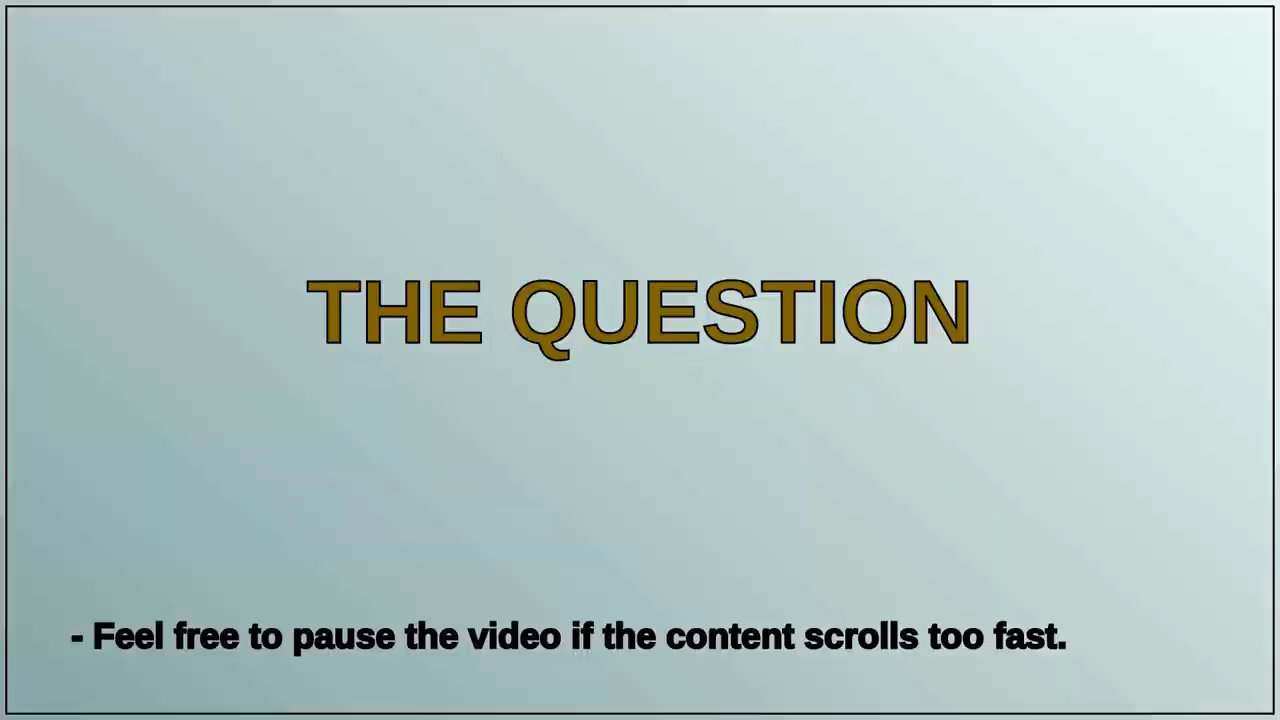 THE QUESTION
- Feel free to pause the video if the content scrolls too fast.